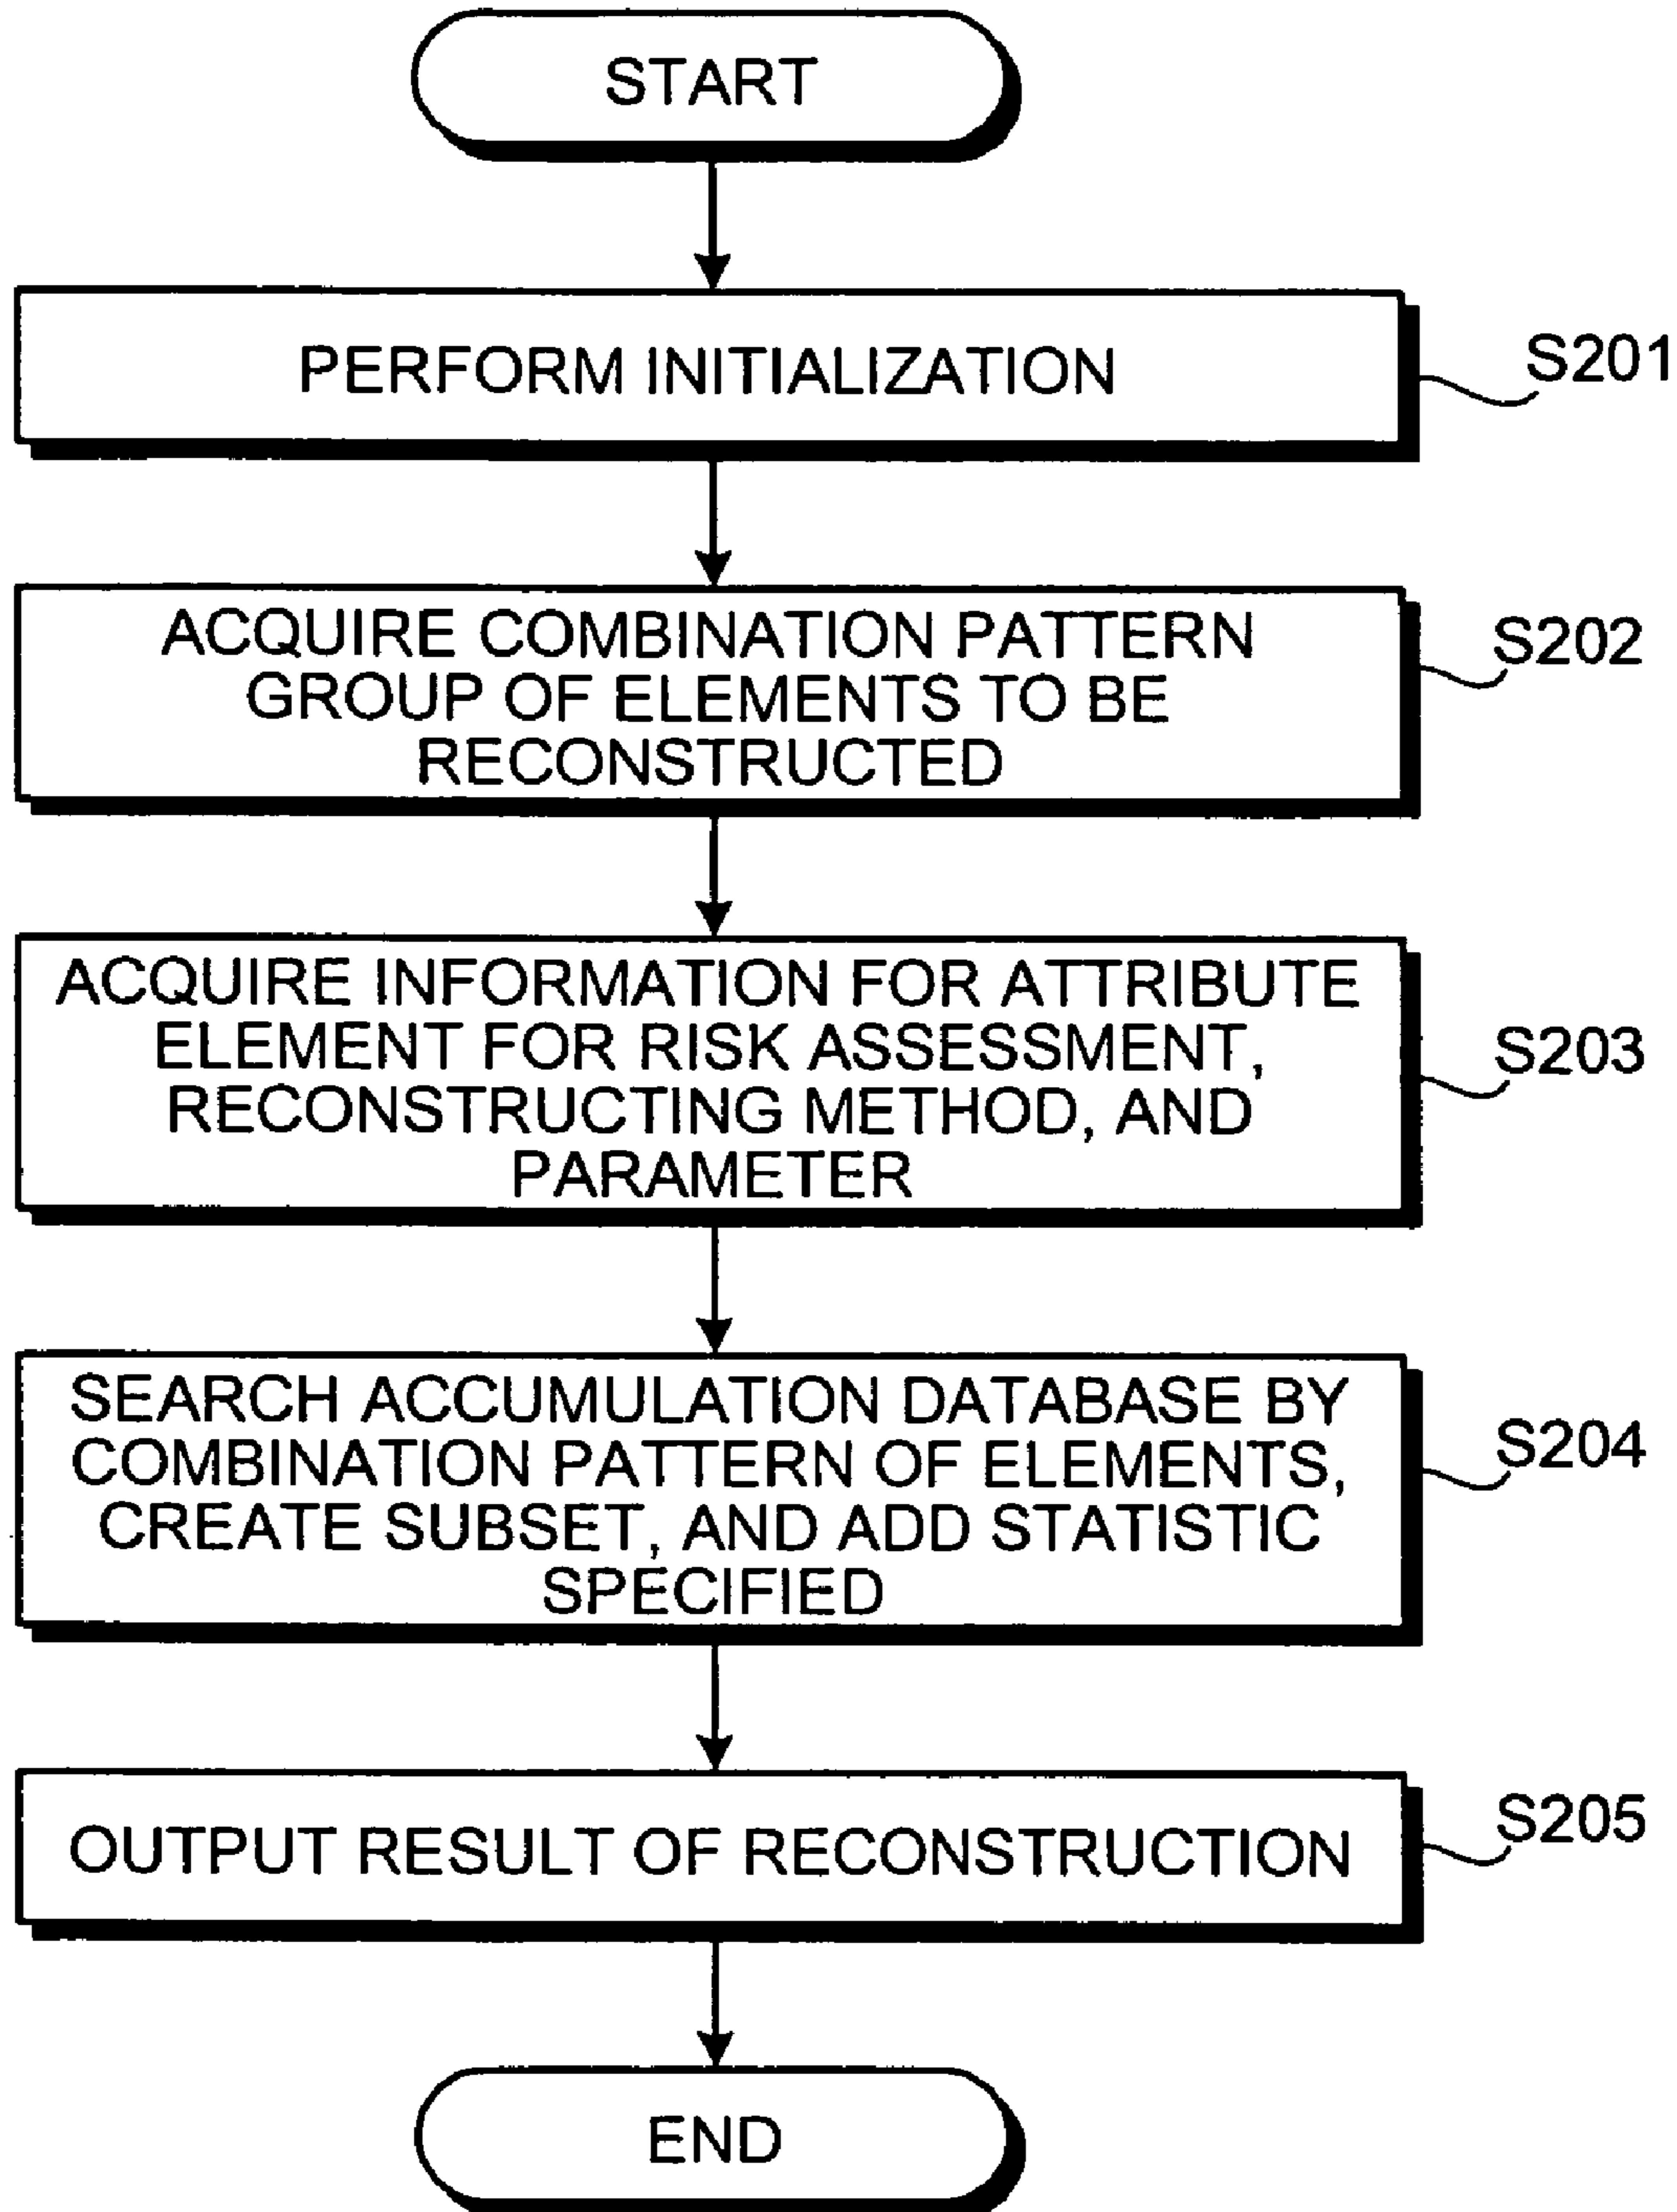 START
PERFORM INITIALIZATION
S201
ACQUIRE COMBINATION PATTERN
GROUP OF ELEMENTS TO BE
RECONSTRUCTED
S202
ACQUIRE INFORMATION FOR ATTRIBUTE
ELEMENT FOR RISK ASSESSMENT,
RECONSTRUCTING METHOD, AND
PARAMETER
S203
SEARCH ACCUMULATION DATABASE BY
COMBINATION PATTERN OF ELEMENTS,
CREATE SUBSET, AND ADD STATISTIC
SPECIFIED
S204
OUTPUT RESULT OF RECONSTRUCTION
S205
END